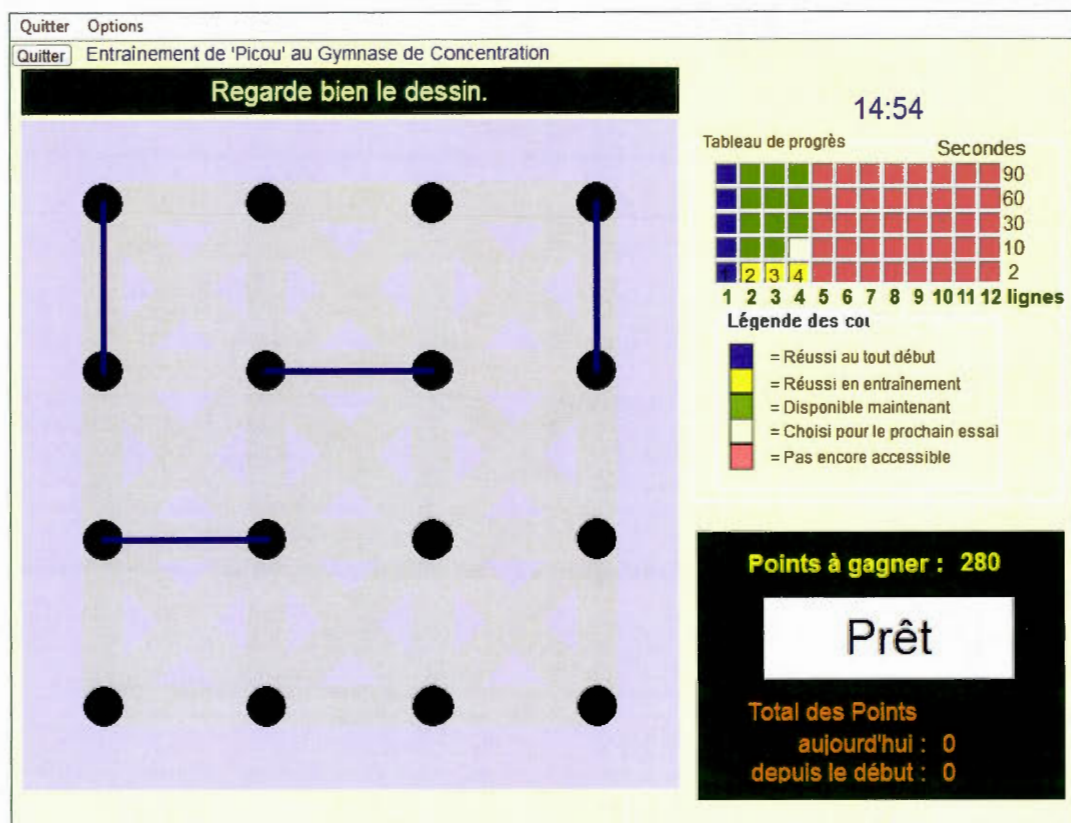 Quitter Options
Quitter Entraînement de 'Picou' au Gymnase de Concentration
Regarde bien le dessin.
14:54
Tableau de progrès Secondes
90
60
30
10
1 2 3 4 2
1 2 3 4 5 6 7 8 9 10 11 12 lignes
Légende des cou
= Réussi au tout début
= Réussi en entraînement
= Disponible maintenant
= Choisi pour le prochain essai
= Pas encore accessible
Points à gagner : 280
Prêt
Total des Points
aujourd'hui : 0
depuis le début : 0